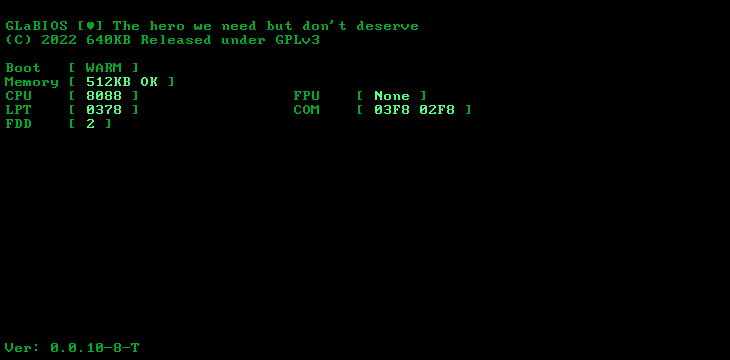 GLaBIOS [♥] The hero we need but don't deserve
(C) 2022 640KB Released under GPLv3
Boot [ WARM ]
Memory [ 512KB OK ]
CPU [ 8088 ] FPU [ None ]
LPT [ 0378 ] COM [ 03F8 02F8 ]
FDD [ 2 ]
Ver: 0.0.10-8-T